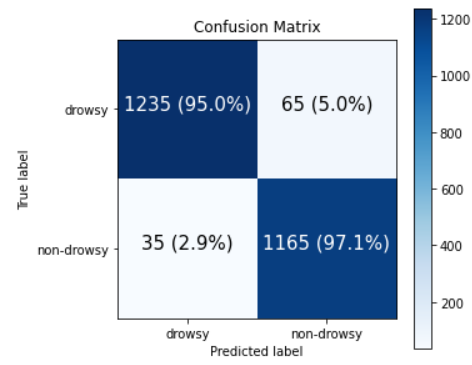 Confusion Matrix
True label
drowsy
1235 (95.0%)
65 (5.0%)
non-drowsy
35 (2.9%)
1165 (97.1%)
drowsy
non-drowsy
Predicted label
1200
1000
800
600
400
200